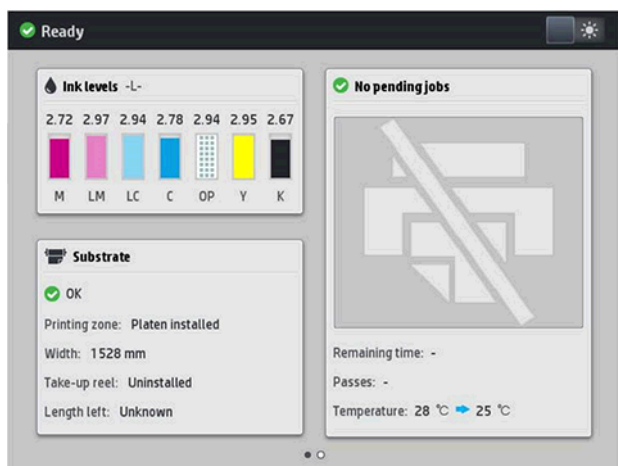 Ready
Ink levels -L-
2.72 2.97 2.94 2.78 2.94 2.95 2.67
M LM LC C OP Y K
Substrate
OK
Printing zone: Platen installed
Width: 1528 mm
Take-up reel: Uninstalled
Length left: Unknown
No pending jobs
Remaining time: -
Passes: -
Temperature: 28 °C 25 °C